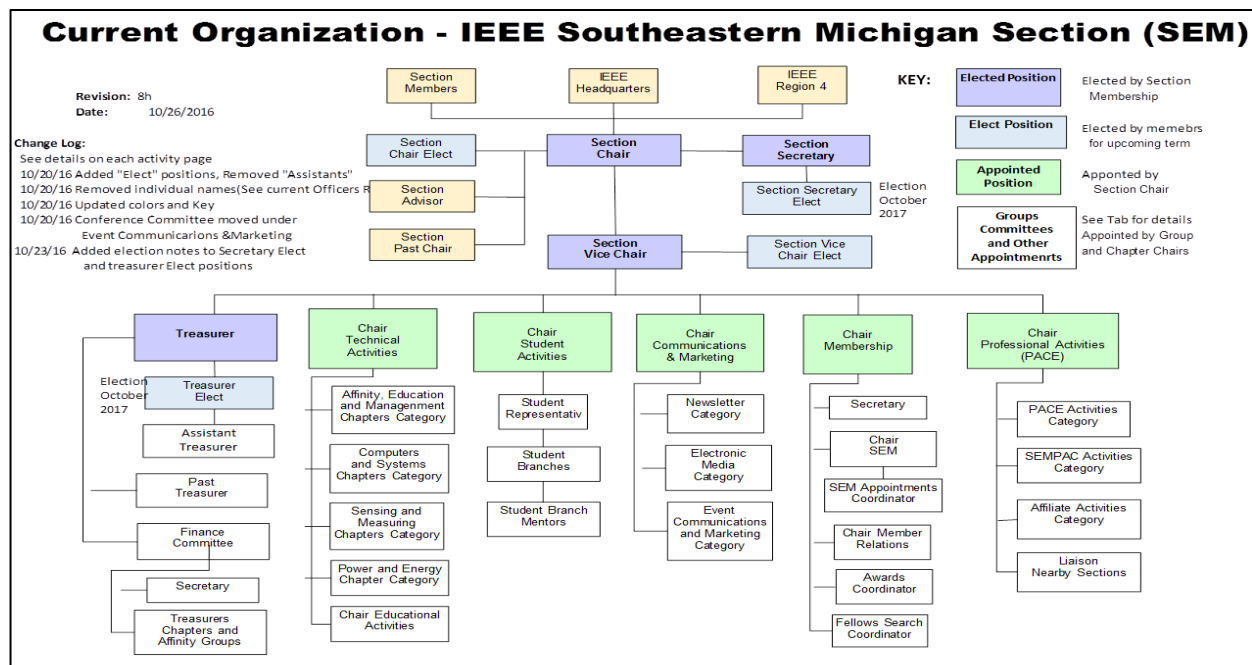 Current Organization - IEEE Southeastern Michigan Section (SEM)
Revision: 8h
Date: 10/26/2016
Change Log:
See details on each activity page
10/20/16 Added "Elect" positions, Removed "Assistants"
10/20/16 Removed individual names(See current Officers R
10/20/16 Updated colors and Key
10/20/16 Conference Committee moved under
Event Communicarions &Marketing
10/23/16 Added election notes to Secretary Elect
and treasurer Elect positions
Section
Members
IEEE
Headquarters
IEEE
Region 4
KEY:
Elected Position
Elected by Section
Membership
Elect Position
Elected by memebrs
for upcoming term
Appointed
Position
Apponted by
Section Chair
Groups
Committees
and Other
Appointmenrts
See Tab for details
Appointed by Group
and Chapter Chairs
Section
Chair Elect
Section
Chair
Section
Secretary
Section
Advisor
Section Secretary
Elect
Election
October
2017
Section
Past Chair
Section
Vice Chair
Section Vice
Chair Elect
Treasurer
Election
October
2017
Treasurer
Elect
Assistant
Treasurer
Past
Treasurer
Finance
Committee
Secretary
Treasurers
Chapters and
Affinity Groups
Chair
Technical
Activities
Affinity, Education
and Managenment
Chapters Category
Computers
and Systems
Chapters Category
Sensing and
Measuring
Chapters Category
Power and Energy
Chapter Category
Chair Educational
Activities
Chair
Student
Activities
Student
Representativ
Student
Branches
Student Branch
Mentors
Chair
Communications
& Marketing
Newsletter
Category
Electronic
Media
Category
Event
Communications
and Marketing
Category
Chair
Membership
Secretary
Chair
SEM
SEM Appointments
Coordinator
Chair Member
Relations
Awards
Coordinator
Fellows Search
Coordinator
Chair
Professional Activities
(PACE)
PACE Activities
Category
SEMPAC Activities
Category
Affiliate Activities
Category
Liaison
Nearby Sections